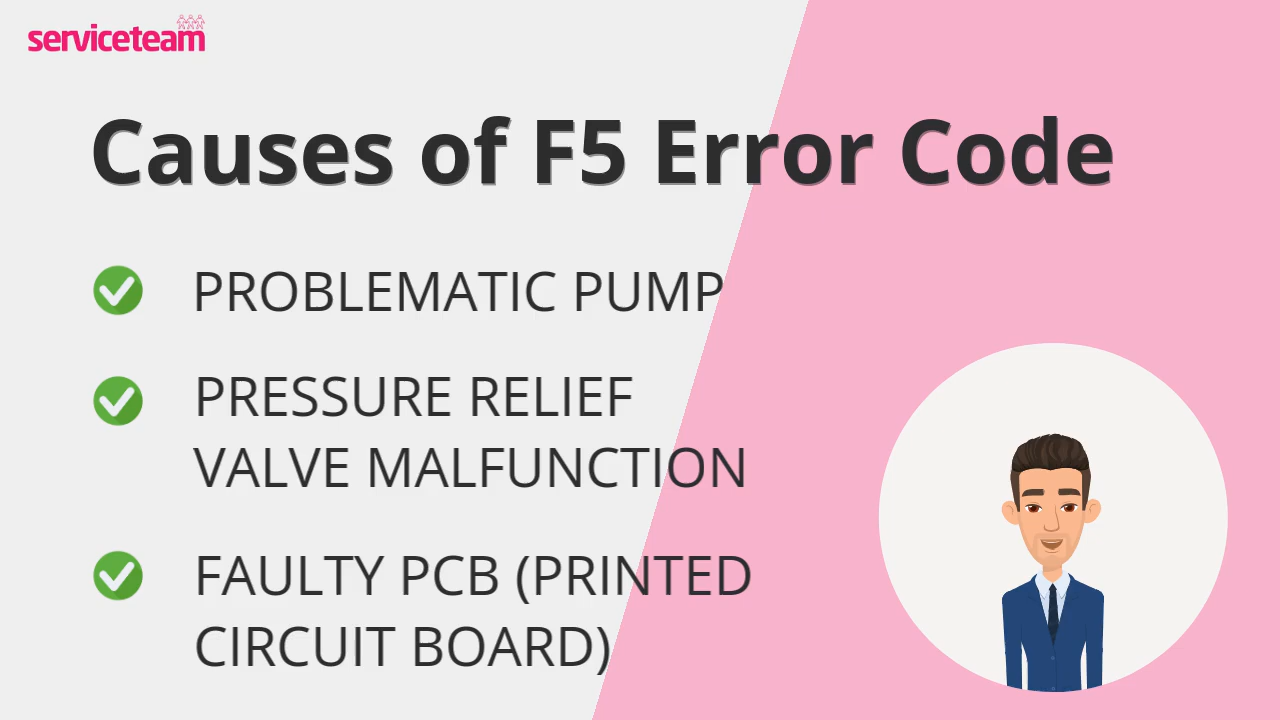 serviceteam
Causes of F5 Error Code
PROBLEMATIC PUMP
PRESSURE RELIEF
VALVE MALFUNCTION
FAULTY PCB (PRINTED
CIRCUIT BOARD)